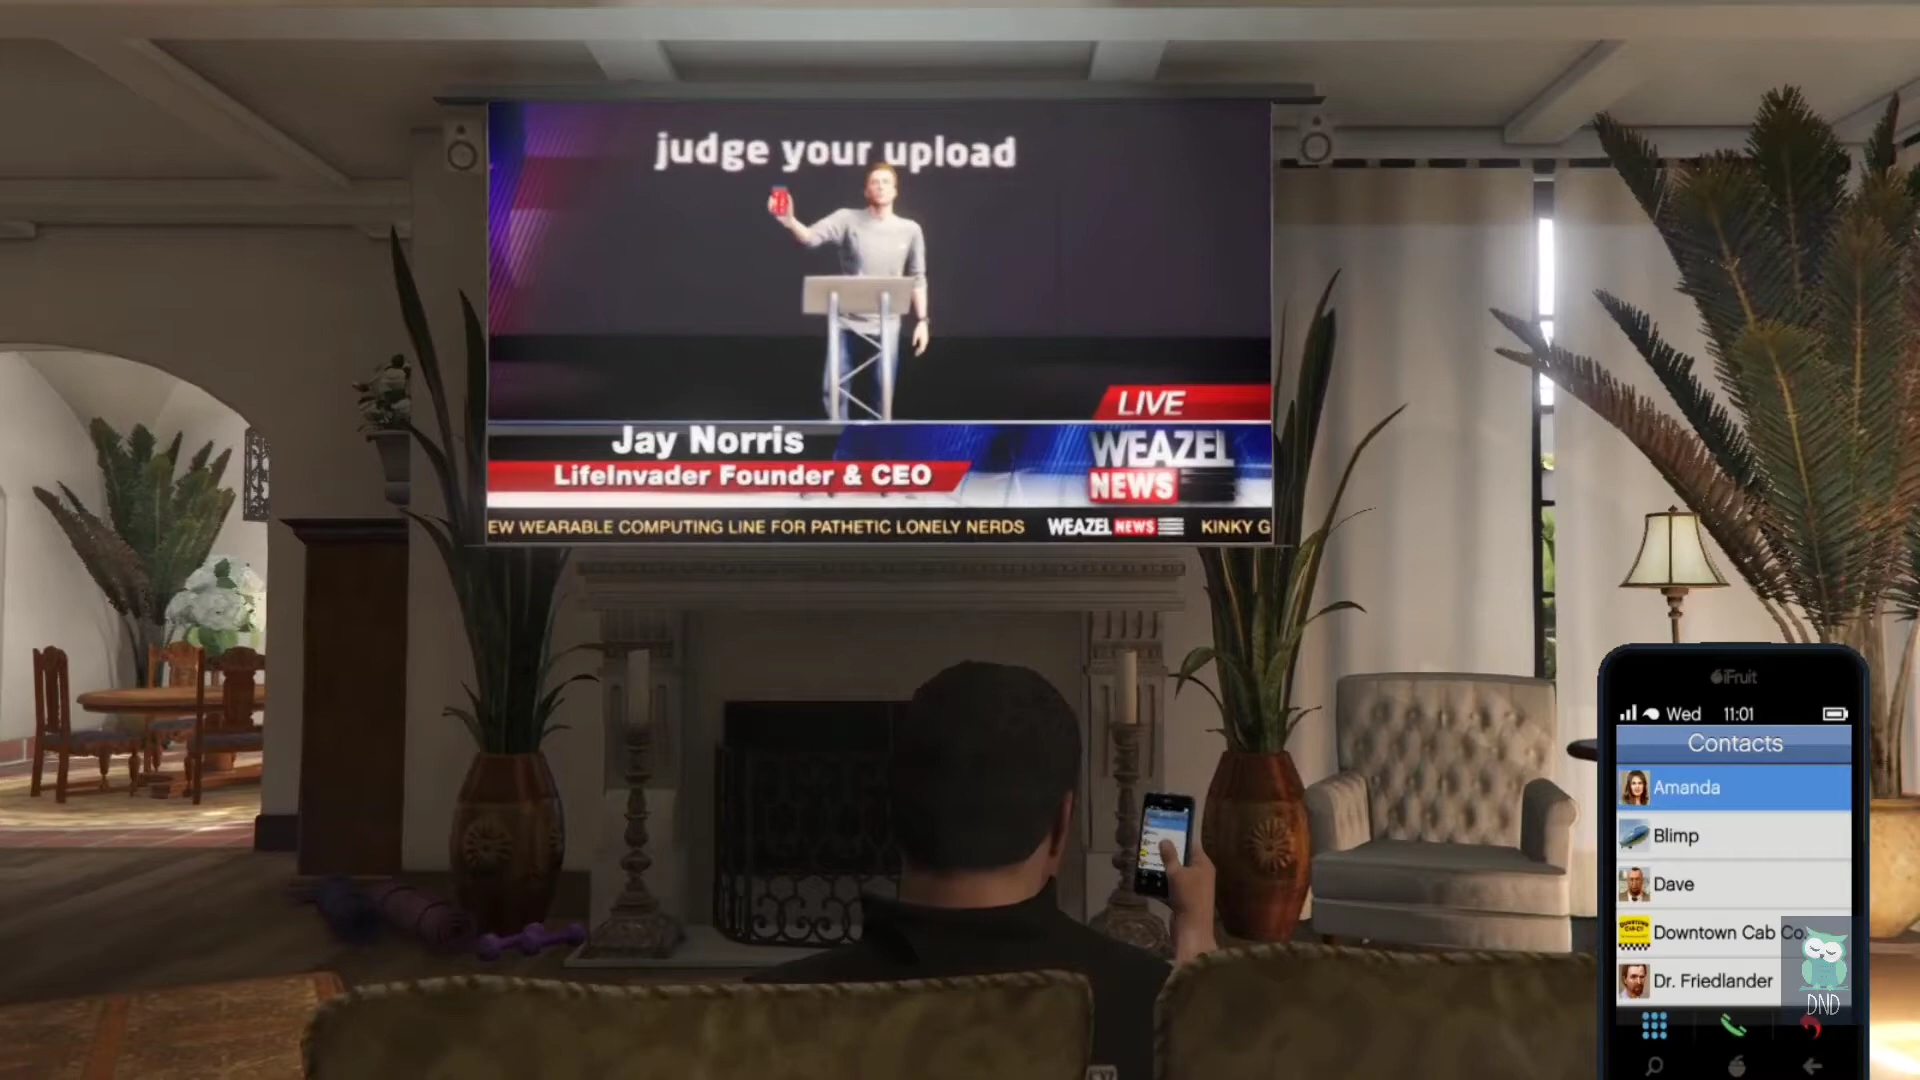 judge your upload
LIVE
Jay Norris
LifeInvader Founder & CEO
WEAZEL
NEWS
EW WEARABLE COMPUTING LINE FOR PATHETIC LONELY NERDS WEAZEL NEWS KINKY G
iFruit
Wed 11:01
Contacts
Amanda
Blimp
Dave
Downtown Cab Co.
Dr. Friedlander
DND